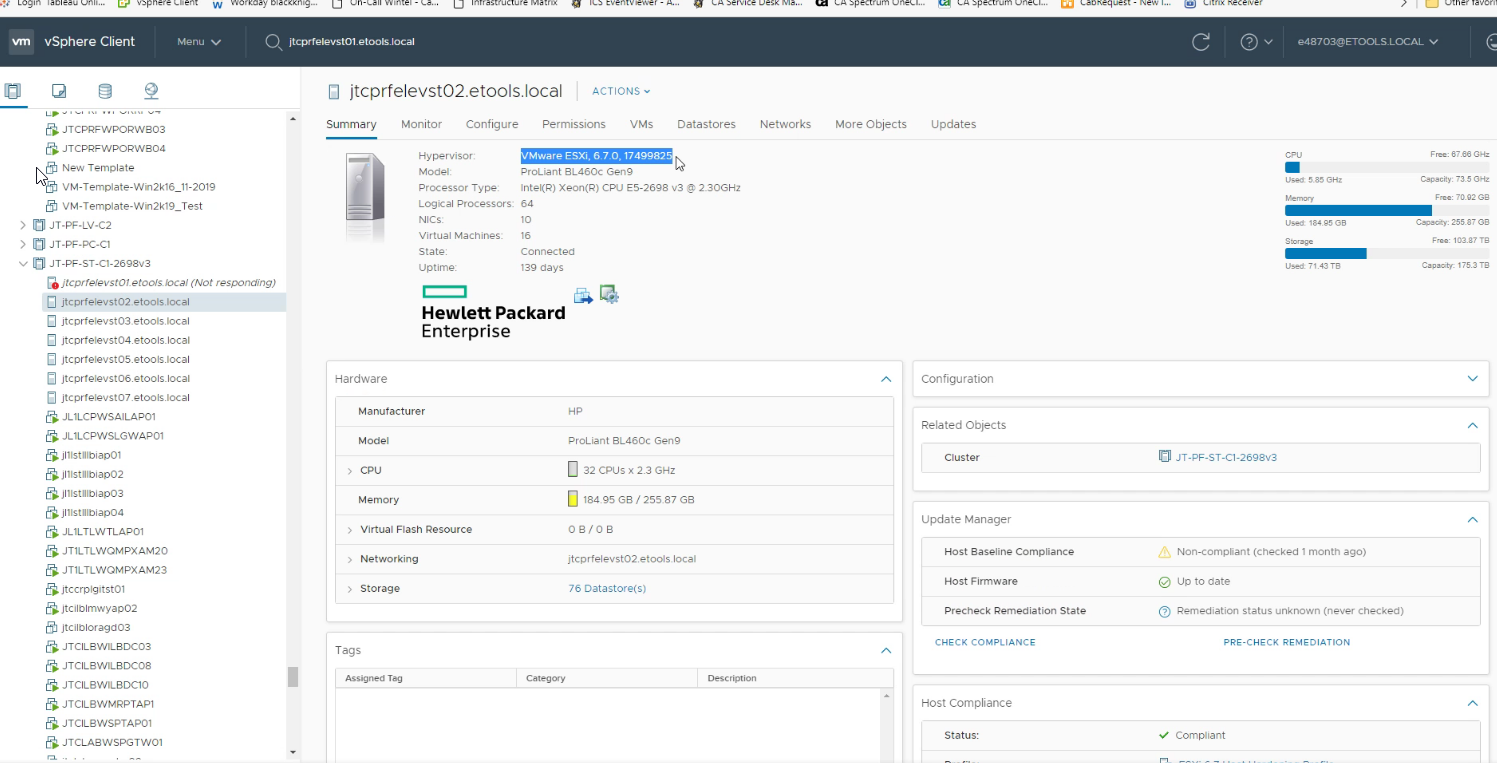 Login Tableau Onli...
vSphere Client
Workday blackknig...
On-Call Wintel - Ca...
Infrastructure Matrix
ICS EventViewer - A...
CA Service Desk Ma...
CA Spectrum OneCl...
CA Spectrum OneCl...
CabRequest - New I...
Citrix Receiver
Other favorit
vm vSphere Client
Menu
jtcprfelevst01.etools.local
e48703@ETOOLS.LOCAL
JTCPRFWPORWB03
JTCPRFWPORWB04
New Template
VM-Template-Win2k16_11-2019
VM-Template-Win2k19_Test
JT-PF-LV-C2
JT-PF-PC-C1
JT-PF-ST-C1-2698v3
jtcprfelevst01.etools.local (Not responding)
jtcprfelevst02.etools.local
jtcprfelevst03.etools.local
jtcprfelevst04.etools.local
jtcprfelevst05.etools.local
jtcprfelevst06.etools.local
jtcprfelevst07.etools.local
JL1LCPWSAILAP01
JL1LCPWSLGWAP01
jl1lstlllbiap01
jl1lstlllbiap02
jl1lstlllbiap03
jl1lstlllbiap04
JL1LTLWTLAP01
JT1LTLWQMPXAM20
JT1LTLWQMPXAM23
jtccrplgitst01
jtcilblmwyap02
jtcilbloragd03
JTCILBWILBDC03
JTCILBWILBDC08
JTCILBWILBDC10
JTCILBWMRPTAP1
JTCILBWSPTAP01
JTCLABWSPGTW01
jtcprfelevst02.etools.local
ACTIONS
Summary Monitor Configure Permissions VMs Datastores Networks More Objects Updates
Hypervisor: VMware ESXi, 6.7.0, 17499825
Model: ProLiant BL460c Gen9
Processor Type: Intel(R) Xeon(R) CPU E5-2698 v3 @ 2.30GHz
Logical Processors: 64
NICs: 10
Virtual Machines: 16
State: Connected
Uptime: 139 days
Hewlett Packard
Enterprise
CPU Free: 67.66 GHz
Used: 5.85 GHz Capacity: 73.5 GHz
Memory Free: 70.92 GB
Used: 184.95 GB Capacity: 255.87 GB
Storage Free: 103.87 TB
Used: 71.43 TB Capacity: 175.3 TB
Hardware
Manufacturer HP
Model ProLiant BL460c Gen9
CPU 32 CPUs x 2.3 GHz
Memory 184.95 GB / 255.87 GB
Virtual Flash Resource 0 B / 0 B
Networking jtcprfelevst02.etools.local
Storage 76 Datastore(s)
Tags
Assigned Tag Category Description
Configuration
Related Objects
Cluster JT-PF-ST-C1-2698v3
Update Manager
Host Baseline Compliance Non-compliant (checked 1 month ago)
Host Firmware Up to date
Precheck Remediation State Remediation status unknown (never checked)
CHECK COMPLIANCE PRE-CHECK REMEDIATION
Host Compliance
Status: Compliant